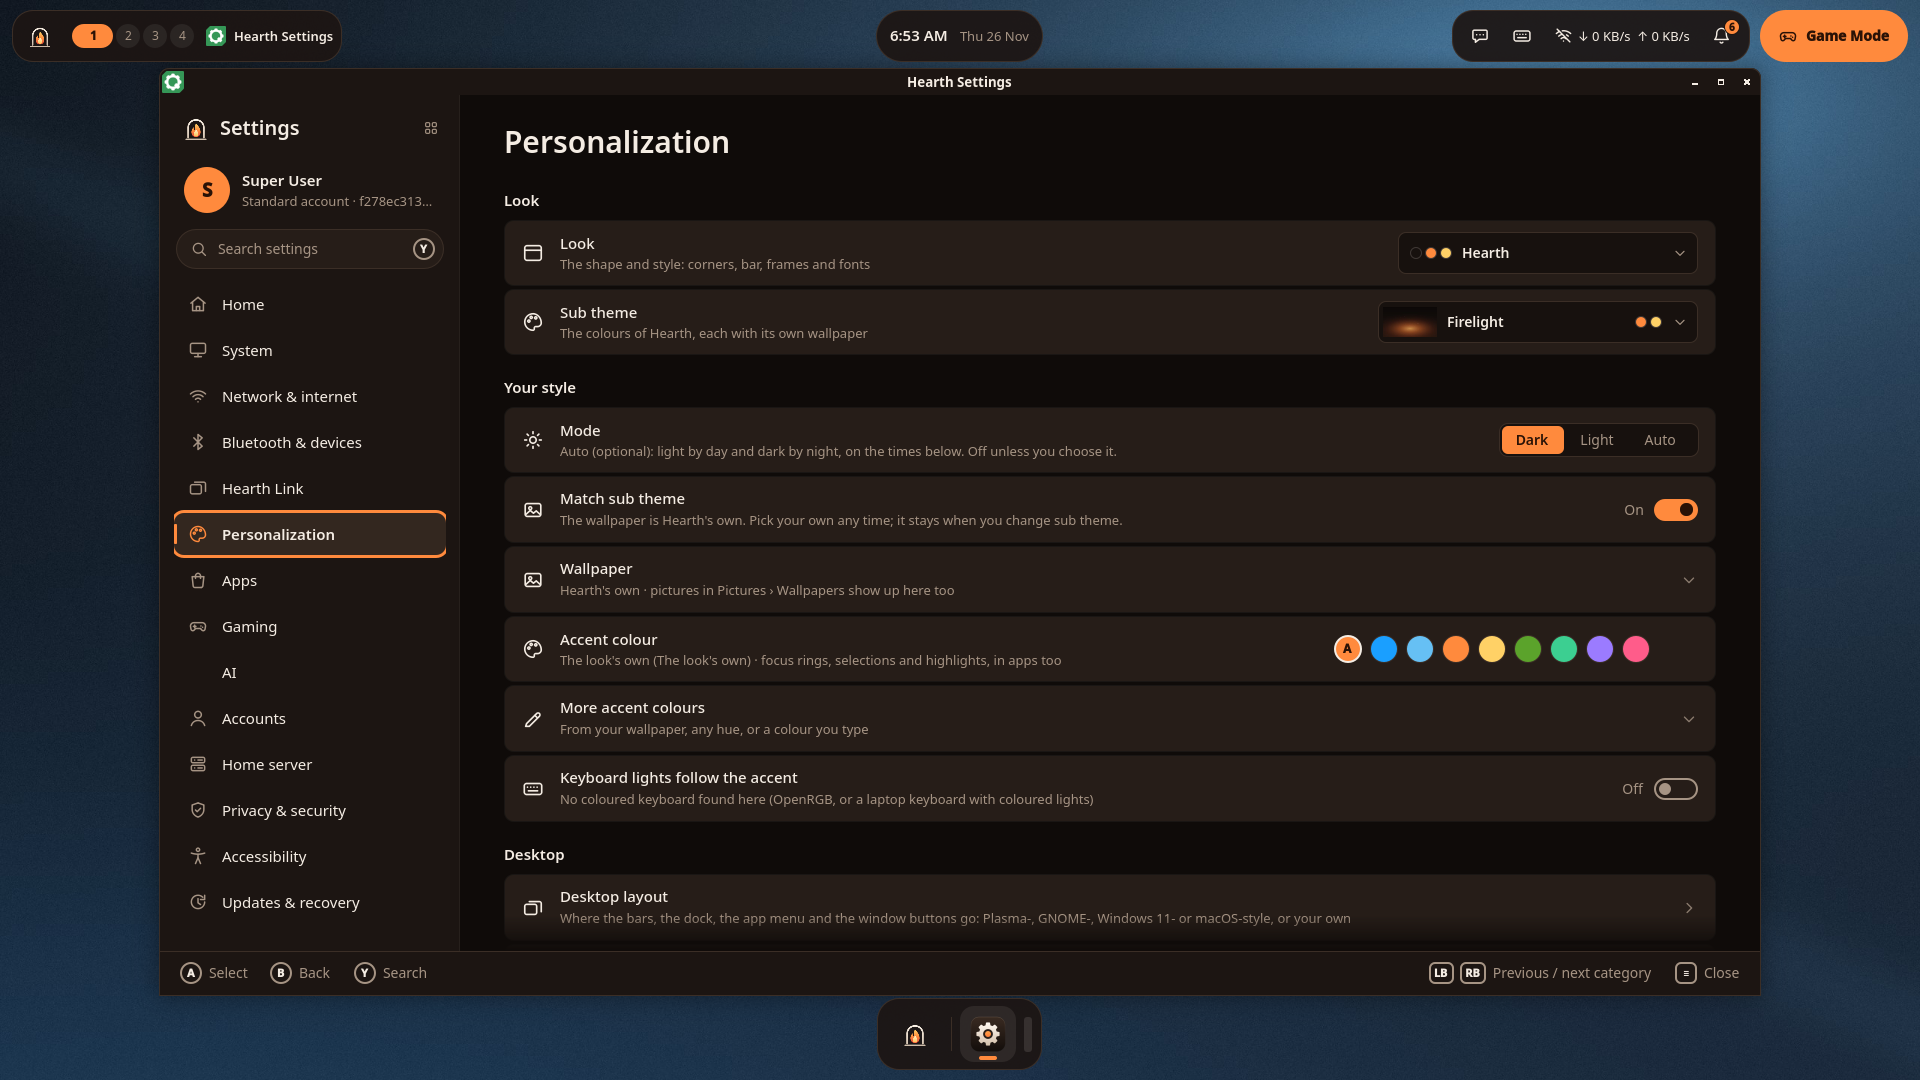 1 2 3 4 Hearth Settings
6:53 AM Thu 26 Nov
↓ 0 KB/s ↑ 0 KB/s
6
Game Mode
Hearth Settings
Settings
S
Super User
Standard account · f278ec313...
Search settings
Y
Home
System
Network & internet
Bluetooth & devices
Hearth Link
Personalization
Apps
Gaming
AI
Accounts
Home server
Privacy & security
Accessibility
Updates & recovery
Personalization
Look
Look
The shape and style: corners, bar, frames and fonts
Hearth
Sub theme
The colours of Hearth, each with its own wallpaper
Firelight
Your style
Mode
Auto (optional): light by day and dark by night, on the times below. Off unless you choose it.
Dark Light Auto
Match sub theme
The wallpaper is Hearth's own. Pick your own any time; it stays when you change sub theme.
On
Wallpaper
Hearth's own · pictures in Pictures › Wallpapers show up here too
Accent colour
The look's own (The look's own) · focus rings, selections and highlights, in apps too
A
More accent colours
From your wallpaper, any hue, or a colour you type
Keyboard lights follow the accent
No coloured keyboard found here (OpenRGB, or a laptop keyboard with coloured lights)
Off
Desktop
Desktop layout
Where the bars, the dock, the app menu and the window buttons go: Plasma-, GNOME-, Windows 11- or macOS-style, or your own
A Select B Back Y Search
LB RB Previous / next category ≡ Close